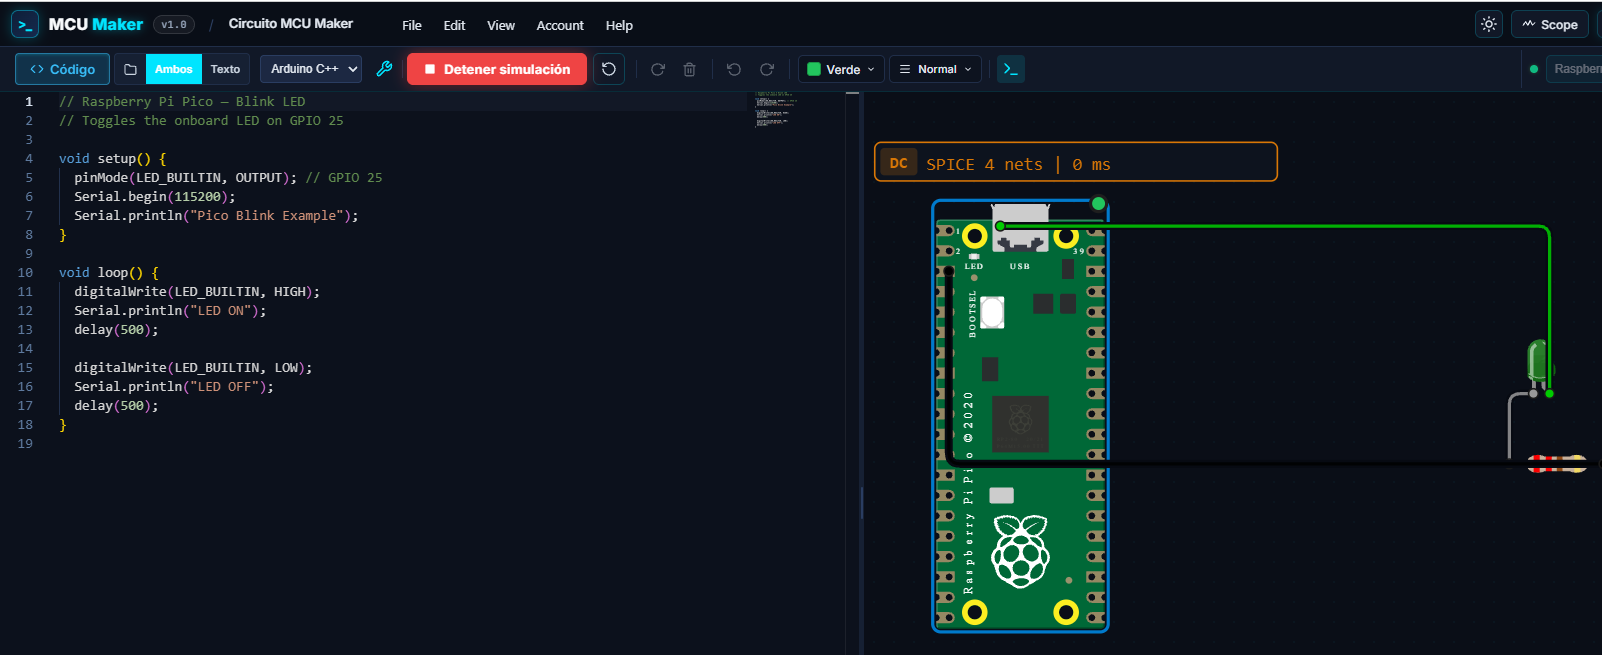 >_ MCU Maker v1.0 / Circuito MCU Maker File Edit View Account Help Scope
<> Código Ambos Texto Arduino C++ Detener simulación Verde Normal >_ Raspberr
1 // Raspberry Pi Pico — Blink LED
2 // Toggles the onboard LED on GPIO 25
3
4 void setup() {
5 pinMode(LED_BUILTIN, OUTPUT); // GPIO 25
6 Serial.begin(115200);
7 Serial.println("Pico Blink Example");
8 }
9
10 void loop() {
11 digitalWrite(LED_BUILTIN, HIGH);
12 Serial.println("LED ON");
13 delay(500);
14
15 digitalWrite(LED_BUILTIN, LOW);
16 Serial.println("LED OFF");
17 delay(500);
18 }
19
DC SPICE 4 nets | 0 ms
1
2
39
LED USB
BOOTSEL
Raspberry Pi Pico ©2020